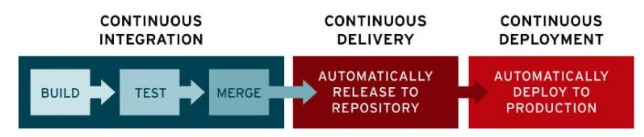 CONTINUOUS
INTEGRATION
CONTINUOUS
DELIVERY
CONTINUOUS
DEPLOYMENT
BUILD
TEST
MERGE
AUTOMATICALLY
RELEASE TO
REPOSITORY
AUTOMATICALLY
DEPLOY TO
PRODUCTION